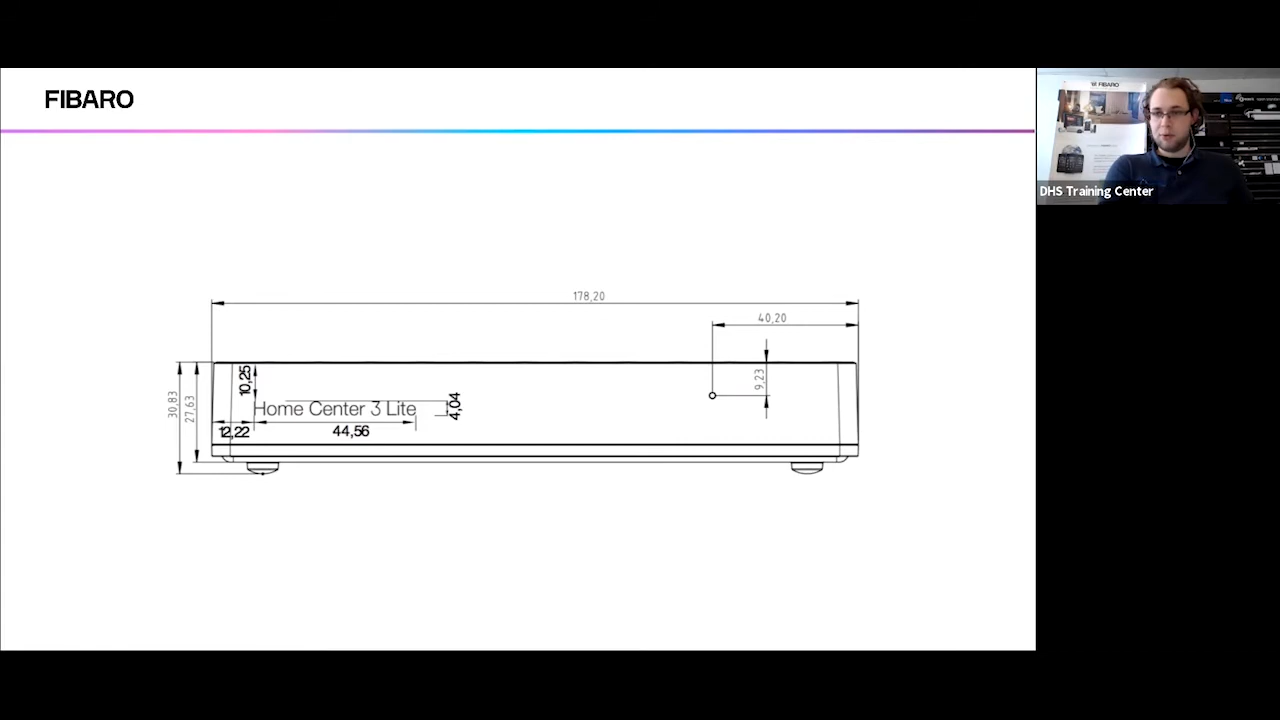 FIBARO
FIBARO
DHS Training Center
178,20
40,20
10,25
9,23
30,83
27,63
Home Center 3 Lite
4,04
12,22
44,56